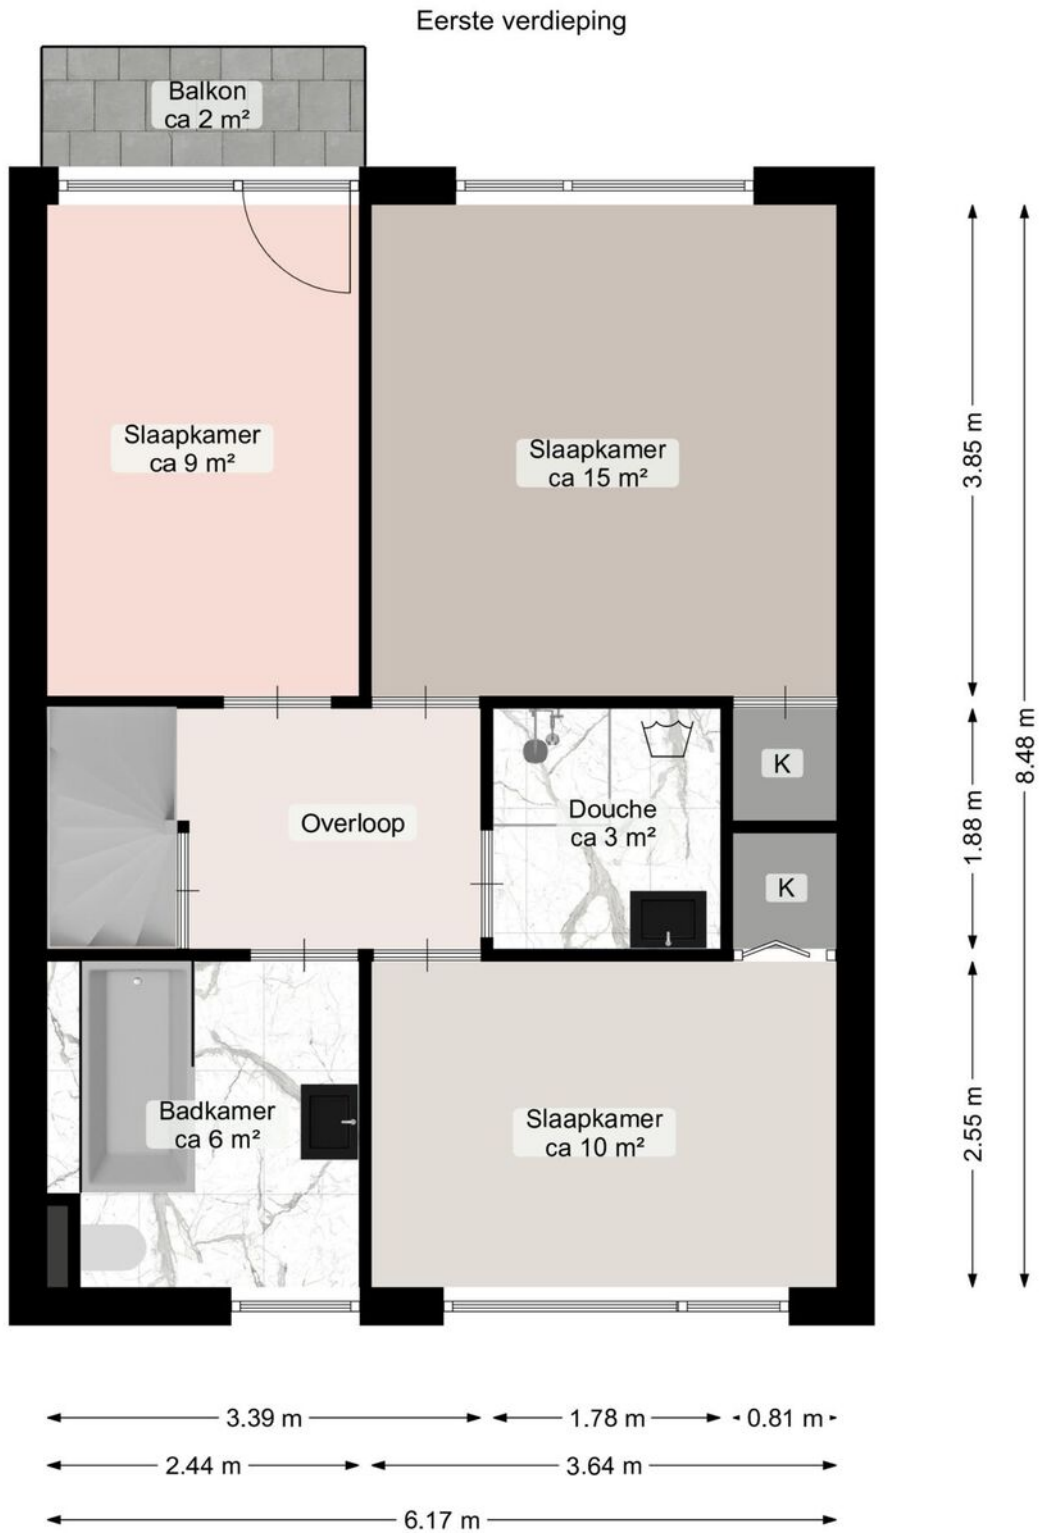 Eerste verdieping
Balkon
ca 2 m²
Slaapkamer
ca 9 m²
Slaapkamer
ca 15 m²
3.85 m
8.48 m
K
Overloop
Douche
ca 3 m²
1.88 m
K
Badkamer
ca 6 m²
Slaapkamer
ca 10 m²
2.55 m
3.39 m
1.78 m
0.81 m
2.44 m
3.64 m
6.17 m